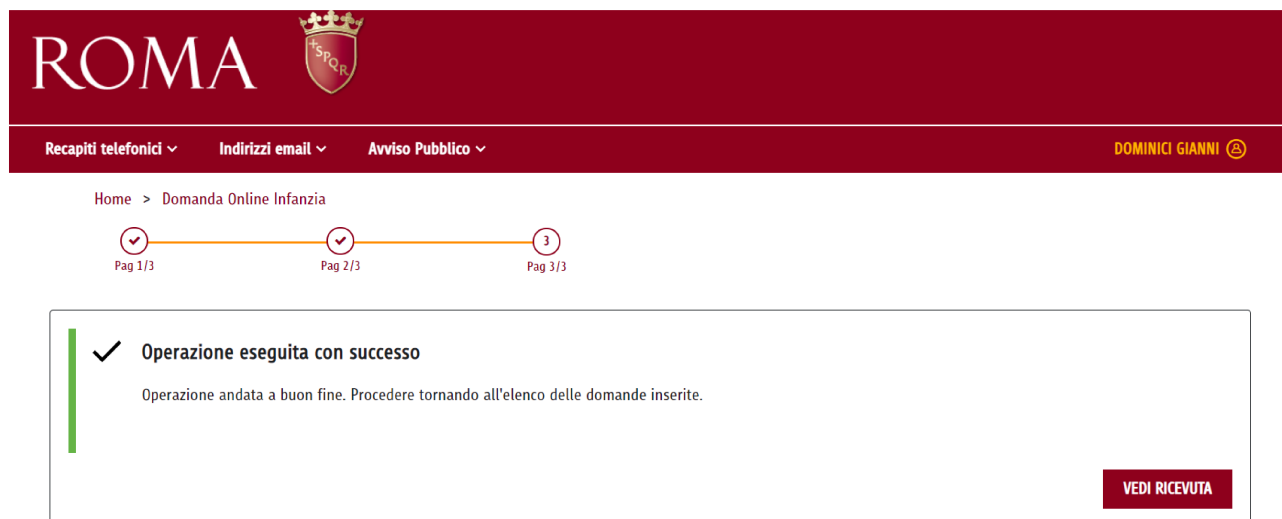 ROMA
+SPQR
Recapiti telefonici Indirizzi email Avviso Pubblico DOMINICI GIANNI
Home > Domanda Online Infanzia
3
Pag 1/3 Pag 2/3 Pag 3/3
Operazione eseguita con successo
Operazione andata a buon fine. Procedere tornando all'elenco delle domande inserite.
VEDI RICEVUTA